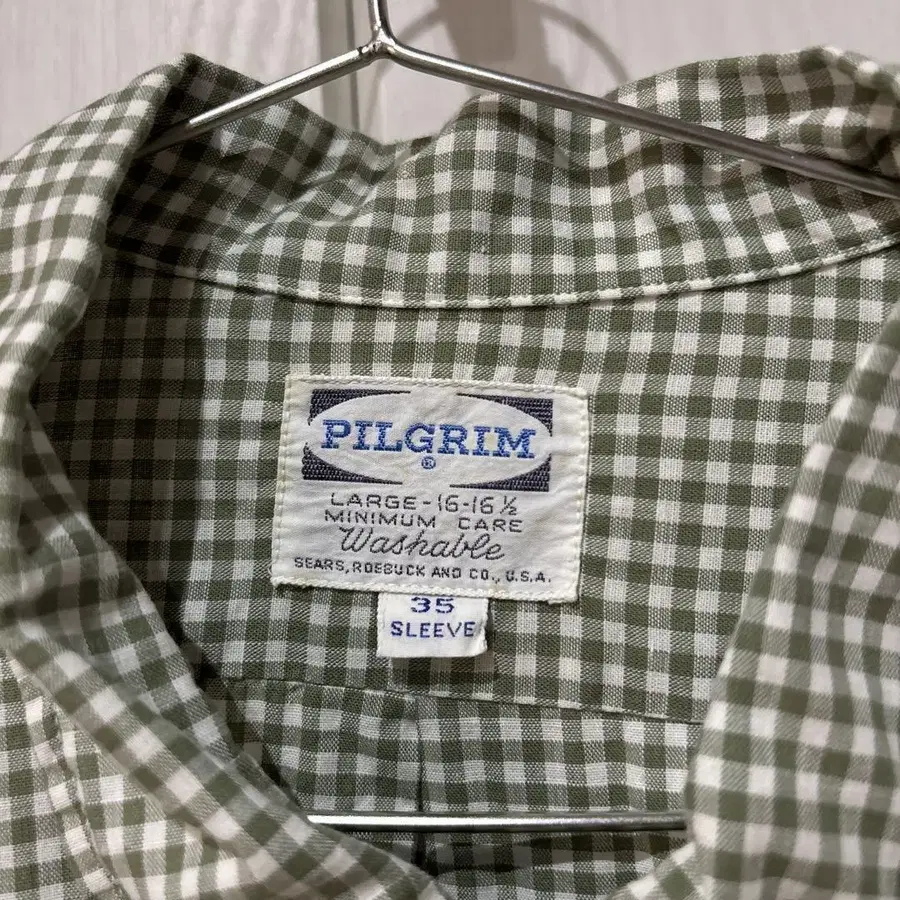 PILGRIM
®
LARGE-16-16½
MINIMUM CARE
Washable
SEARS, ROEBUCK AND CO., U.S.A.
35
SLEEVE